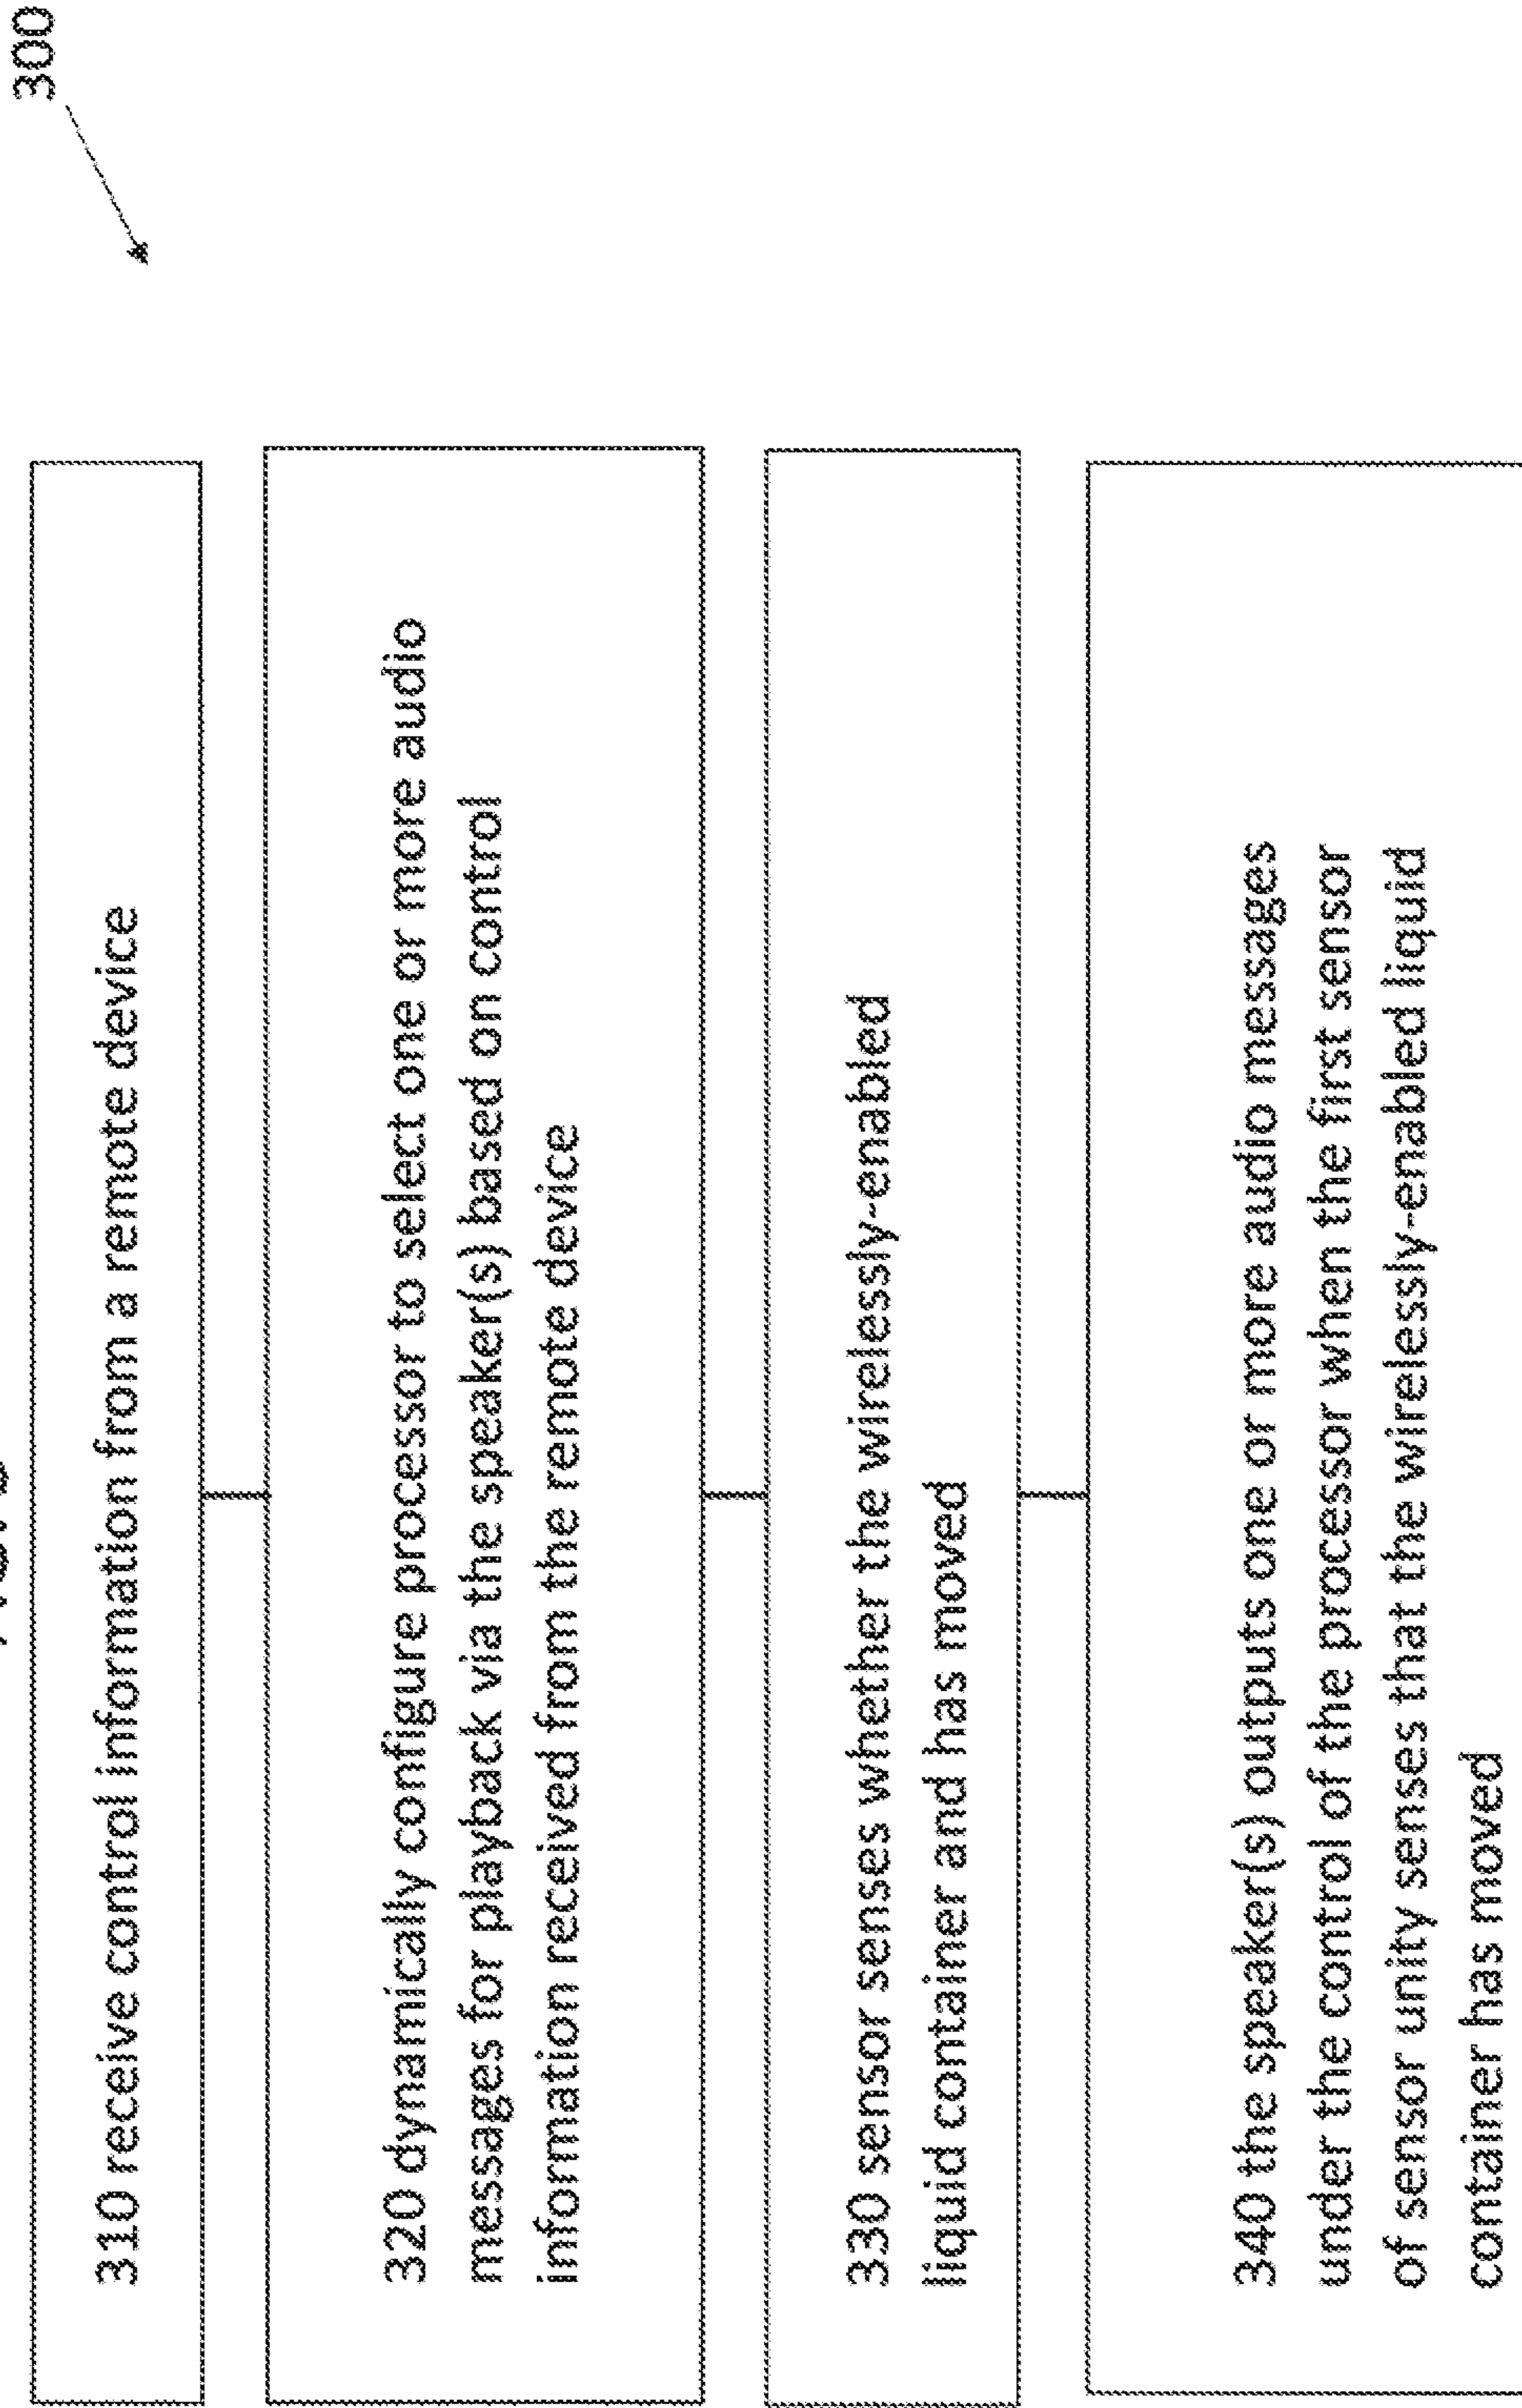 300
310 receive control information from a remote device
320 dynamically configure processor to select one or more audio
messages for playback via the speaker(s) based on control
information received from the remote device
330 sensor senses whether the wirelessly-enabled
liquid container and has moved
340 the speaker(s) outputs one or more audio messages
under the control of the processor when the first sensor
of sensor unity senses that the wirelessly-enabled liquid
container has moved